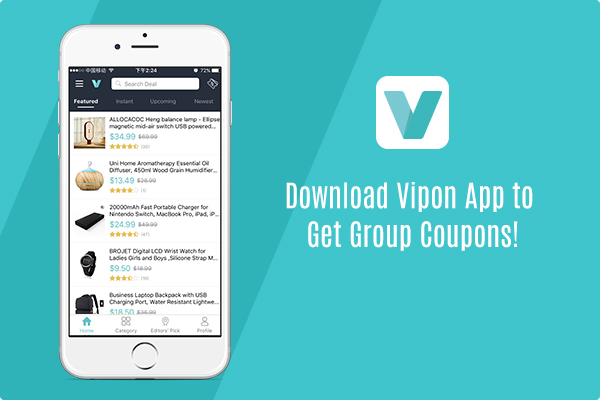 中国移动
下午2:24
72%
V
Search Deal
Featured
Instant
Upcoming
Newest
ALLOCACOC Heng balance lamp - Ellipse
magnetic mid-air switch USB powered...
$34.99 $69.99
Uni Home Aromatherapy Essential Oil
Diffuser, 450ml Wood Grain Humidifier...
$13.49 $26.99
20000mAh Fast Portable Charger for
Nintendo Switch, MacBook Pro, iPad, iP...
$24.99 $49.99
(47)
BROJET Digital LCD Wrist Watch for
Ladies Girls and Boys ,Silicone Strap M...
$9.50 $18.99
Business Laptop Backpack with USB
Charging Port, Water Resistant Lightwe...
$18.50 $36.99
Home
Category
Editors' Pick
Profile
V
Download Vipon App to
Get Group Coupons!